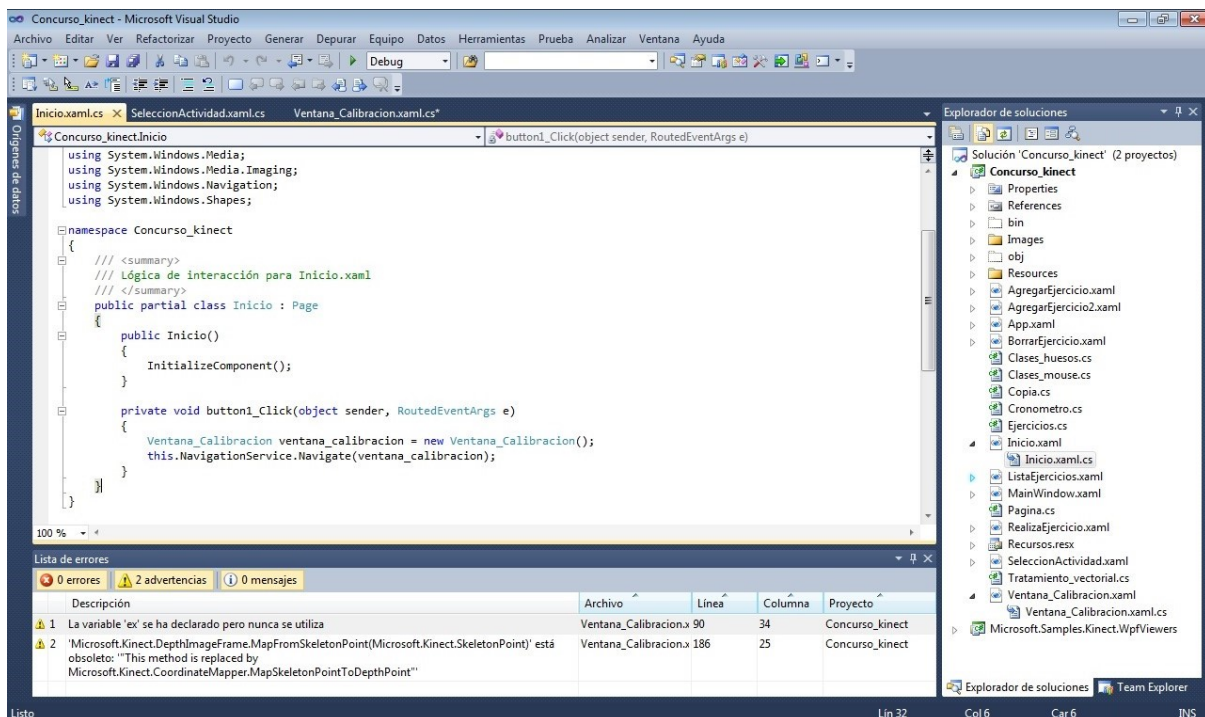 Concurso_kinect - Microsoft Visual Studio
Archivo Editar Ver Refactorizar Proyecto Generar Depurar Equipo Datos Herramientas Prueba Analizar Ventana Ayuda
Debug
Inicio.xaml.cs SeleccionActividad.xaml.cs Ventana_Calibracion.xaml.cs*
Concurso_kinect.Inicio button1_Click(object sender, RoutedEventArgs e)
Orígenes de datos
using System.Windows.Media;
using System.Windows.Media.Imaging;
using System.Windows.Navigation;
using System.Windows.Shapes;
namespace Concurso_kinect
{
/// <summary>
/// Lógica de interacción para Inicio.xaml
/// </summary>
public partial class Inicio : Page
{
public Inicio()
{
InitializeComponent();
}
private void button1_Click(object sender, RoutedEventArgs e)
{
Ventana_Calibracion ventana_calibracion = new Ventana_Calibracion();
this.NavigationService.Navigate(ventana_calibracion);
}
}
}
100 %
Lista de errores
0 errores 2 advertencias 0 mensajes
Descripción Archivo Línea Columna Proyecto
1 La variable 'ex' se ha declarado pero nunca se utiliza Ventana_Calibracion.x 90 34 Concurso_kinect
2 'Microsoft.Kinect.DepthImageFrame.MapFromSkeletonPoint(Microsoft.Kinect.SkeletonPoint)' está Ventana_Calibracion.x 186 25 Concurso_kinect
obsoleto: '"This method is replaced by
Microsoft.Kinect.CoordinateMapper.MapSkeletonPointToDepthPoint"'
Explorador de soluciones
Solución 'Concurso_kinect' (2 proyectos)
Concurso_kinect
Properties
References
bin
Images
obj
Resources
AgregarEjercicio.xaml
AgregarEjercicio2.xaml
App.xaml
BorrarEjercicio.xaml
Clases_huesos.cs
Clases_mouse.cs
Copia.cs
Cronometro.cs
Ejercicios.cs
Inicio.xaml
Inicio.xaml.cs
ListaEjercicios.xaml
MainWindow.xaml
Pagina.cs
RealizaEjercicio.xaml
Recursos.resx
SeleccionActividad.xaml
Tratamiento_vectorial.cs
Ventana_Calibracion.xaml
Ventana_Calibracion.xaml.cs
Microsoft.Samples.Kinect.WpfViewers
Explorador de soluciones Team Explorer
Listo Lín 32 Col 6 Car 6 INS